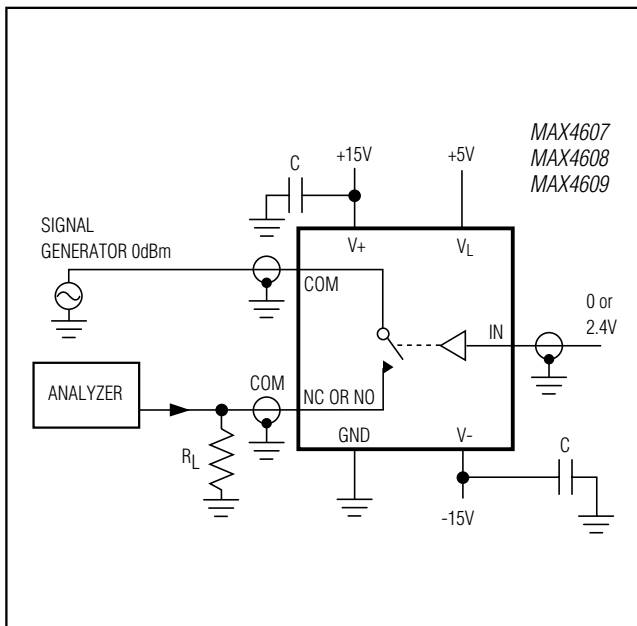 MAX4607
MAX4608
MAX4609
C
+15V
+5V
SIGNAL
GENERATOR 0dBm
V+
VL
COM
0 or
2.4V
IN
ANALYZER
COM
NC OR NO
RL
GND
V-
C
-15V